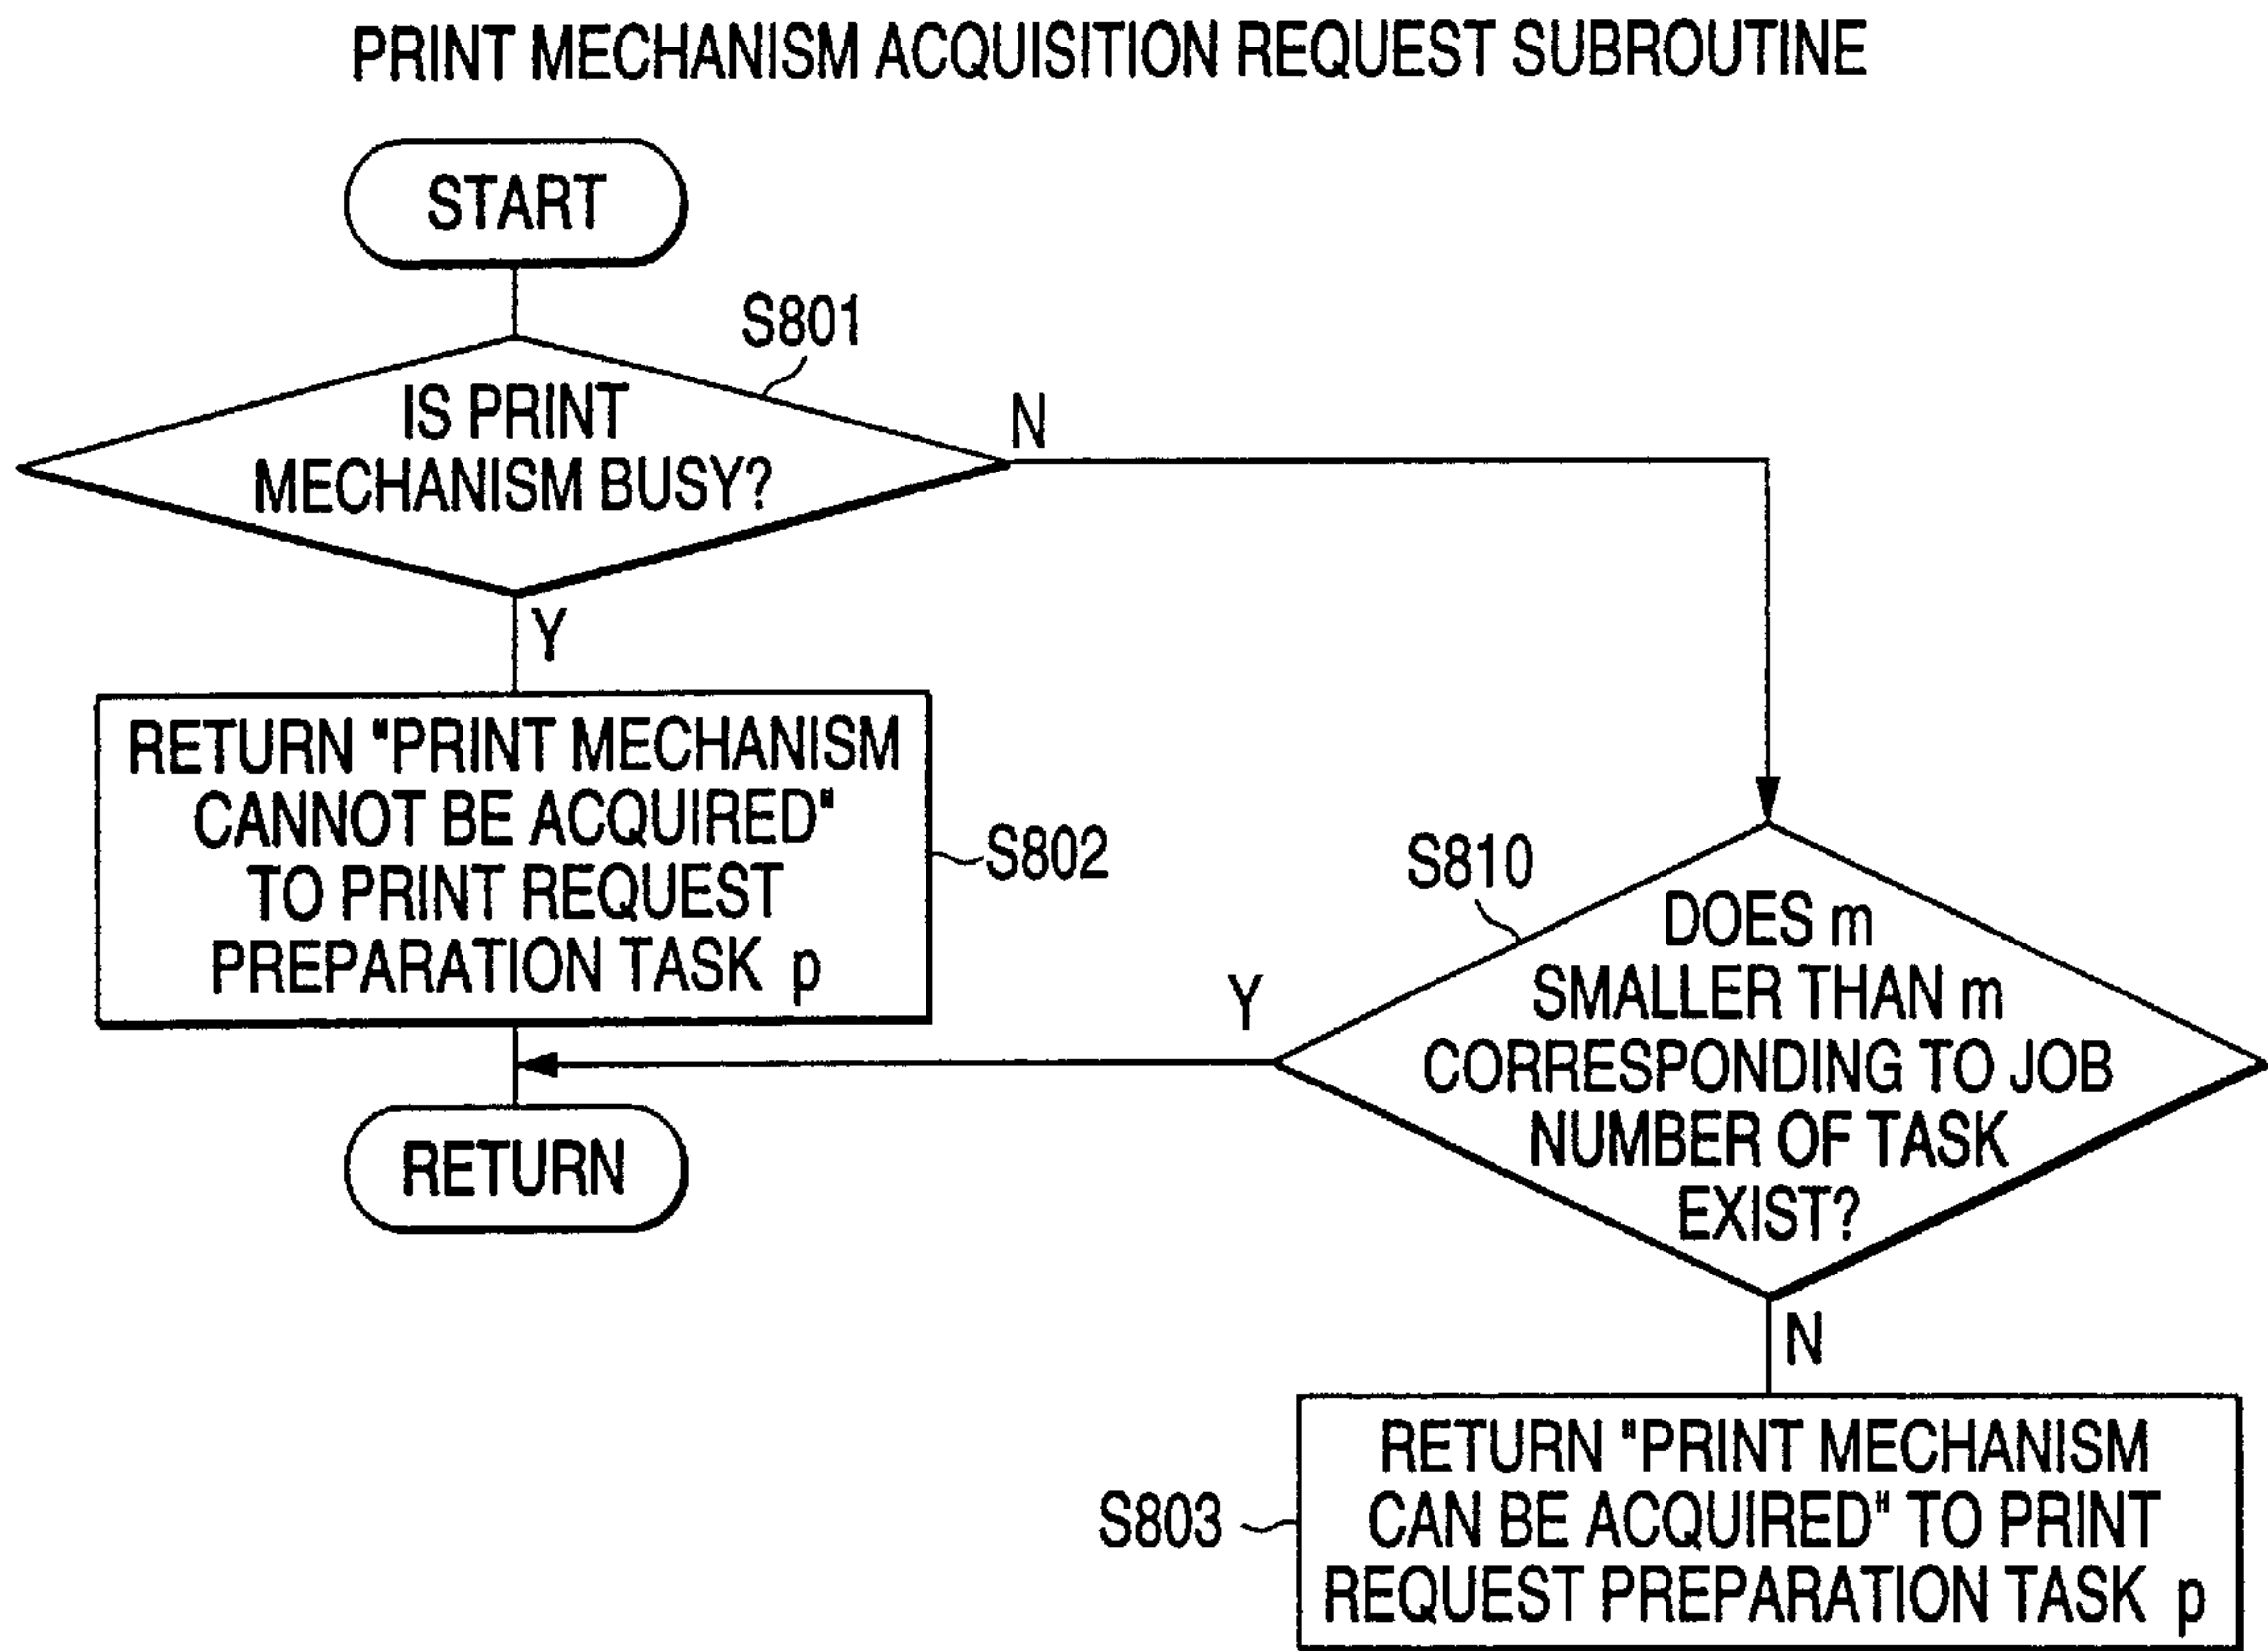 PRINT MECHANISM ACQUISITION REQUEST SUBROUTINE
START
S801
IS PRINT
MECHANISM BUSY?
N
Y
RETURN "PRINT MECHANISM
CANNOT BE ACQUIRED"
TO PRINT REQUEST
PREPARATION TASK p
S802
S810
DOES m
SMALLER THAN m
CORRESPONDING TO JOB
NUMBER OF TASK
EXIST?
Y
RETURN
N
RETURN "PRINT MECHANISM
CAN BE ACQUIRED" TO PRINT
REQUEST PREPARATION TASK p
S803